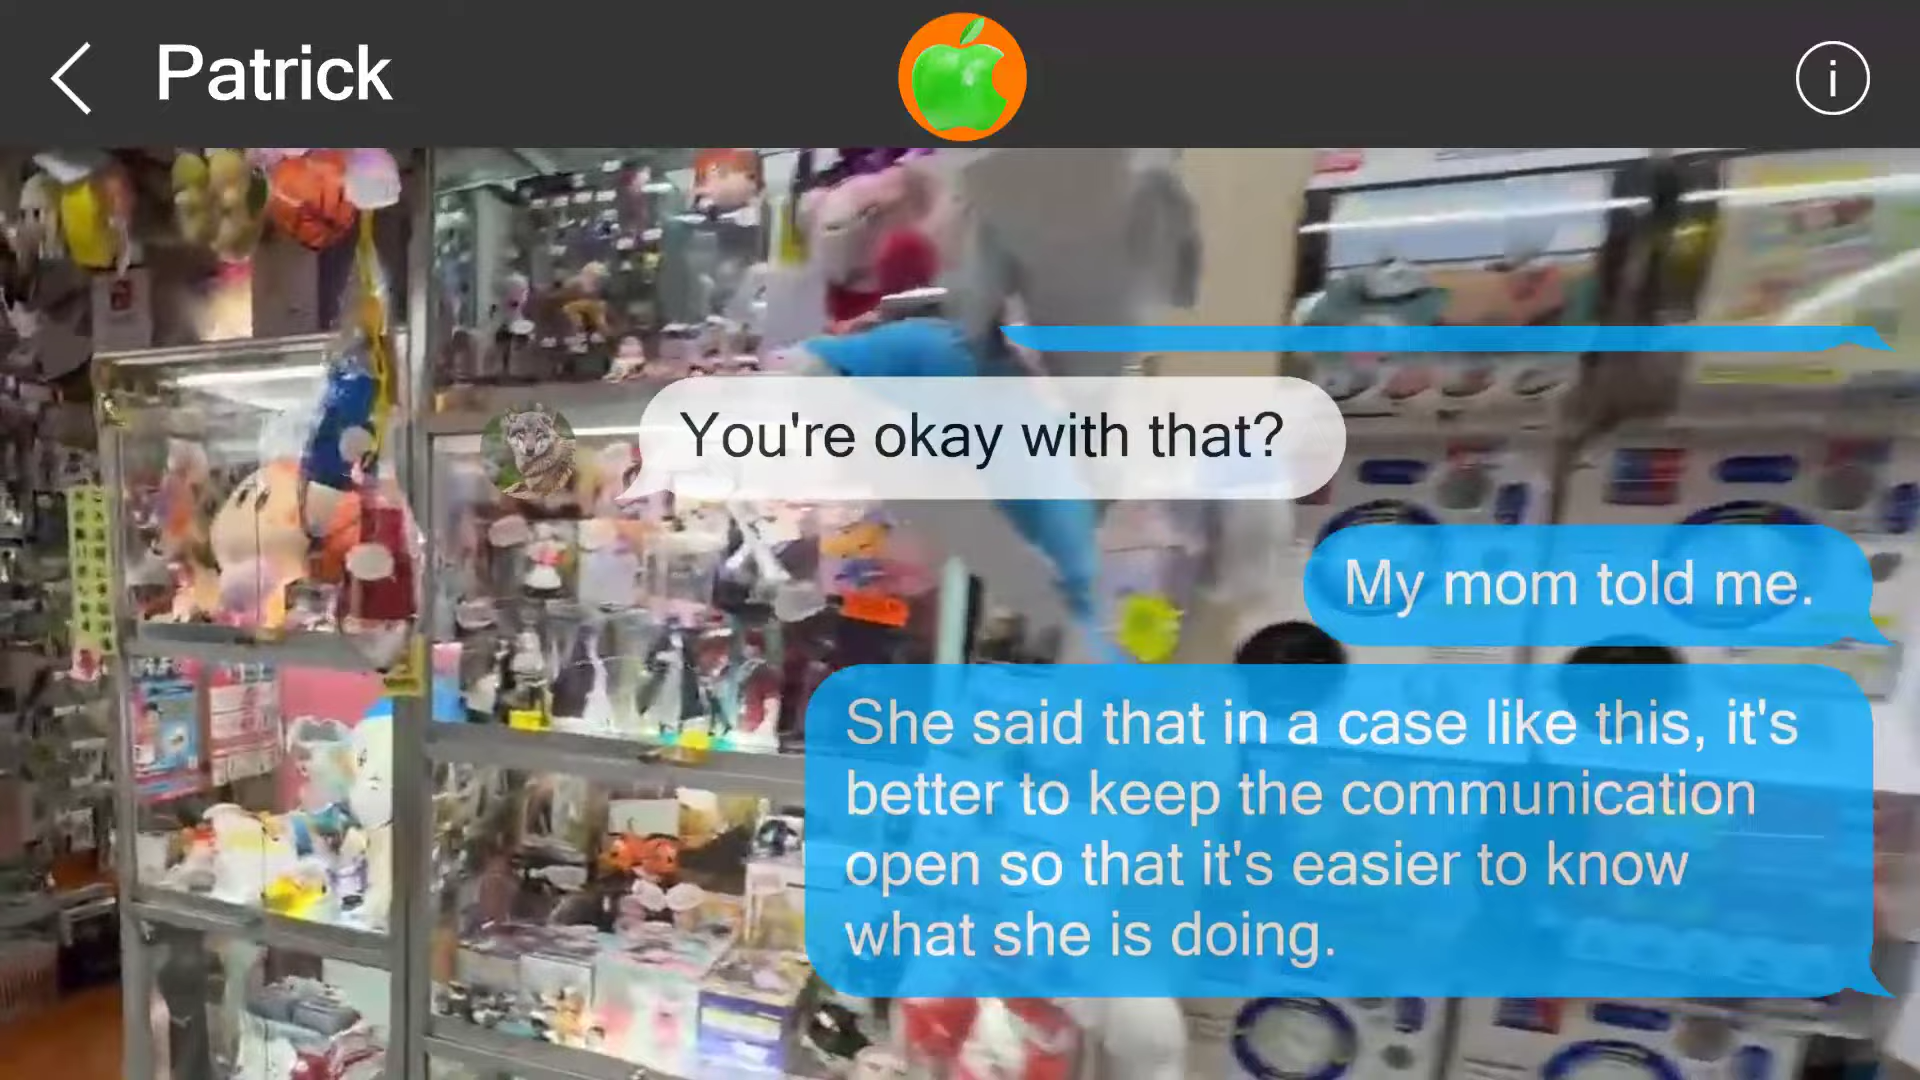 Patrick
You're okay with that?
My mom told me.
She said that in a case like this, it's
better to keep the communication
open so that it's easier to know
what she is doing.